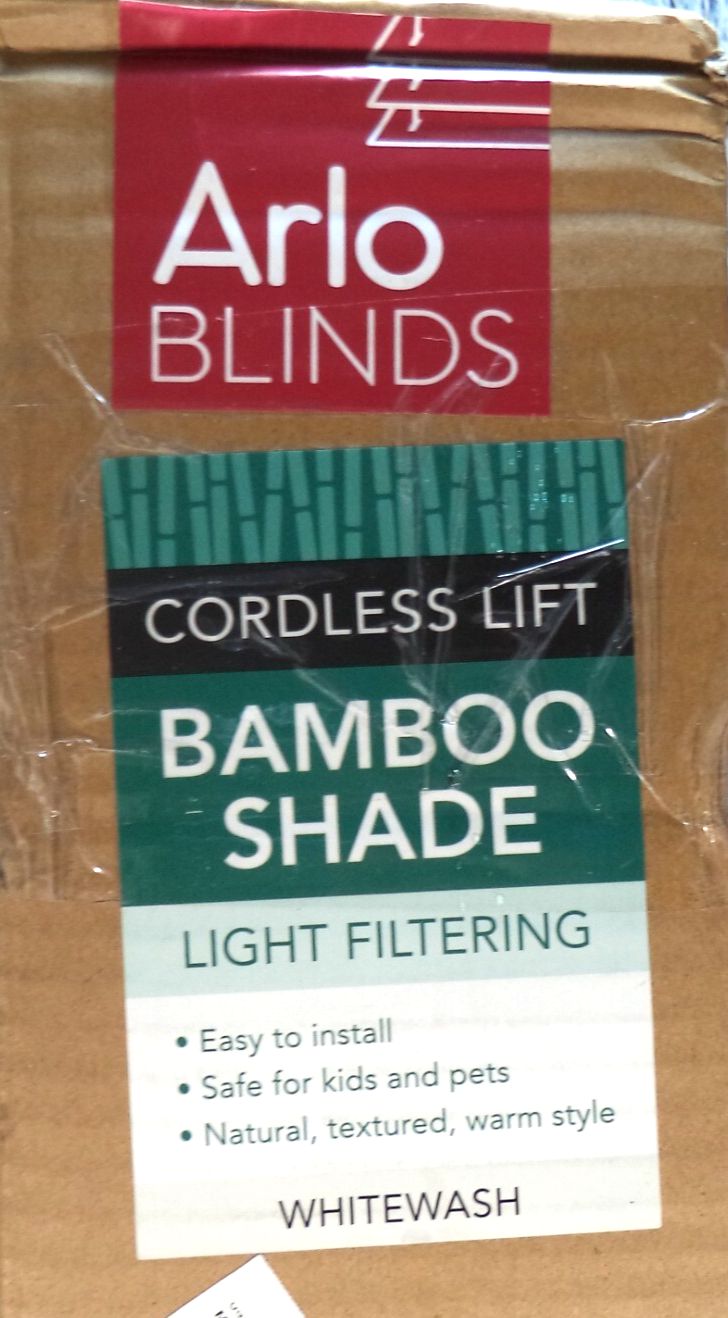 Arlo
BLINDS
CORDLESS LIFT
BAMBOO
SHADE
LIGHT FILTERING
• Easy to install
• Safe for kids and pets
• Natural, textured, warm style
WHITEWASH